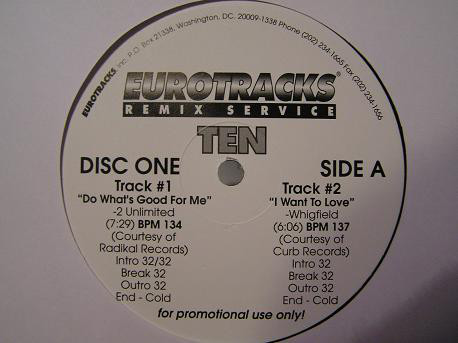 EUROTRACKS, Inc. P.O. Box 21338, Washington, DC. 20009-1338 Phone (202) 234-1665 Fax (202) 234-1666
EUROTRACKS®
REMIX SERVICE
TEN
DISC ONE
Track #1
"Do What's Good For Me"
-2 Unlimited
(7:29) BPM 134
(Courtesy of
Radikal Records)
Intro 32/32
Break 32
Outro 32
End - Cold
SIDE A
Track #2
"I Want To Love"
-Whigfield
(6:06) BPM 137
(Courtesy of
Curb Records)
Intro 32
Break 32
Outro 32
End - Cold
for promotional use only!